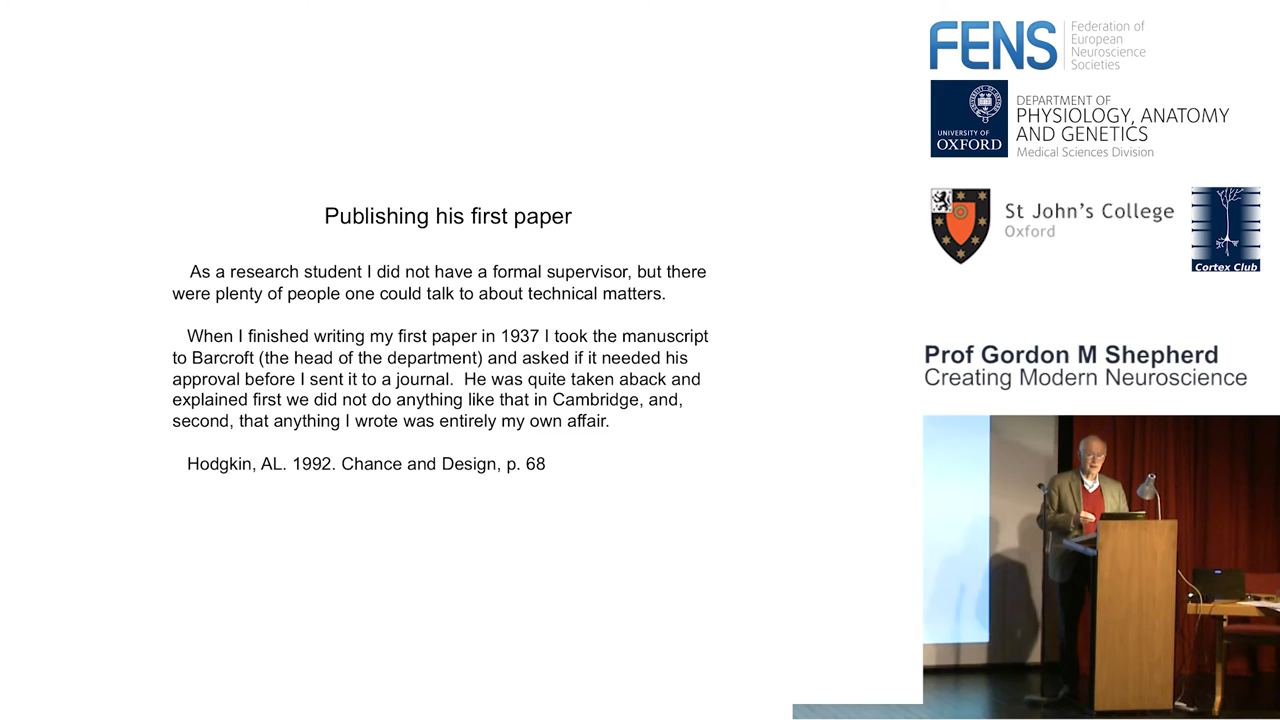 Publishing his first paper
As a research student I did not have a formal supervisor, but there
were plenty of people one could talk to about technical matters.
When I finished writing my first paper in 1937 I took the manuscript
to Barcroft (the head of the department) and asked if it needed his
approval before I sent it to a journal.  He was quite taken aback and
explained first we did not do anything like that in Cambridge, and,
second, that anything I wrote was entirely my own affair.
Hodgkin, AL. 1992. Chance and Design, p. 68
FENS
Federation of
European
Neuroscience
Societies
UNIVERSITY OF
OXFORD
DEPARTMENT OF
PHYSIOLOGY, ANATOMY
AND GENETICS
Medical Sciences Division
St John's College
Oxford
Cortex Club
Prof Gordon M Shepherd
Creating Modern Neuroscience